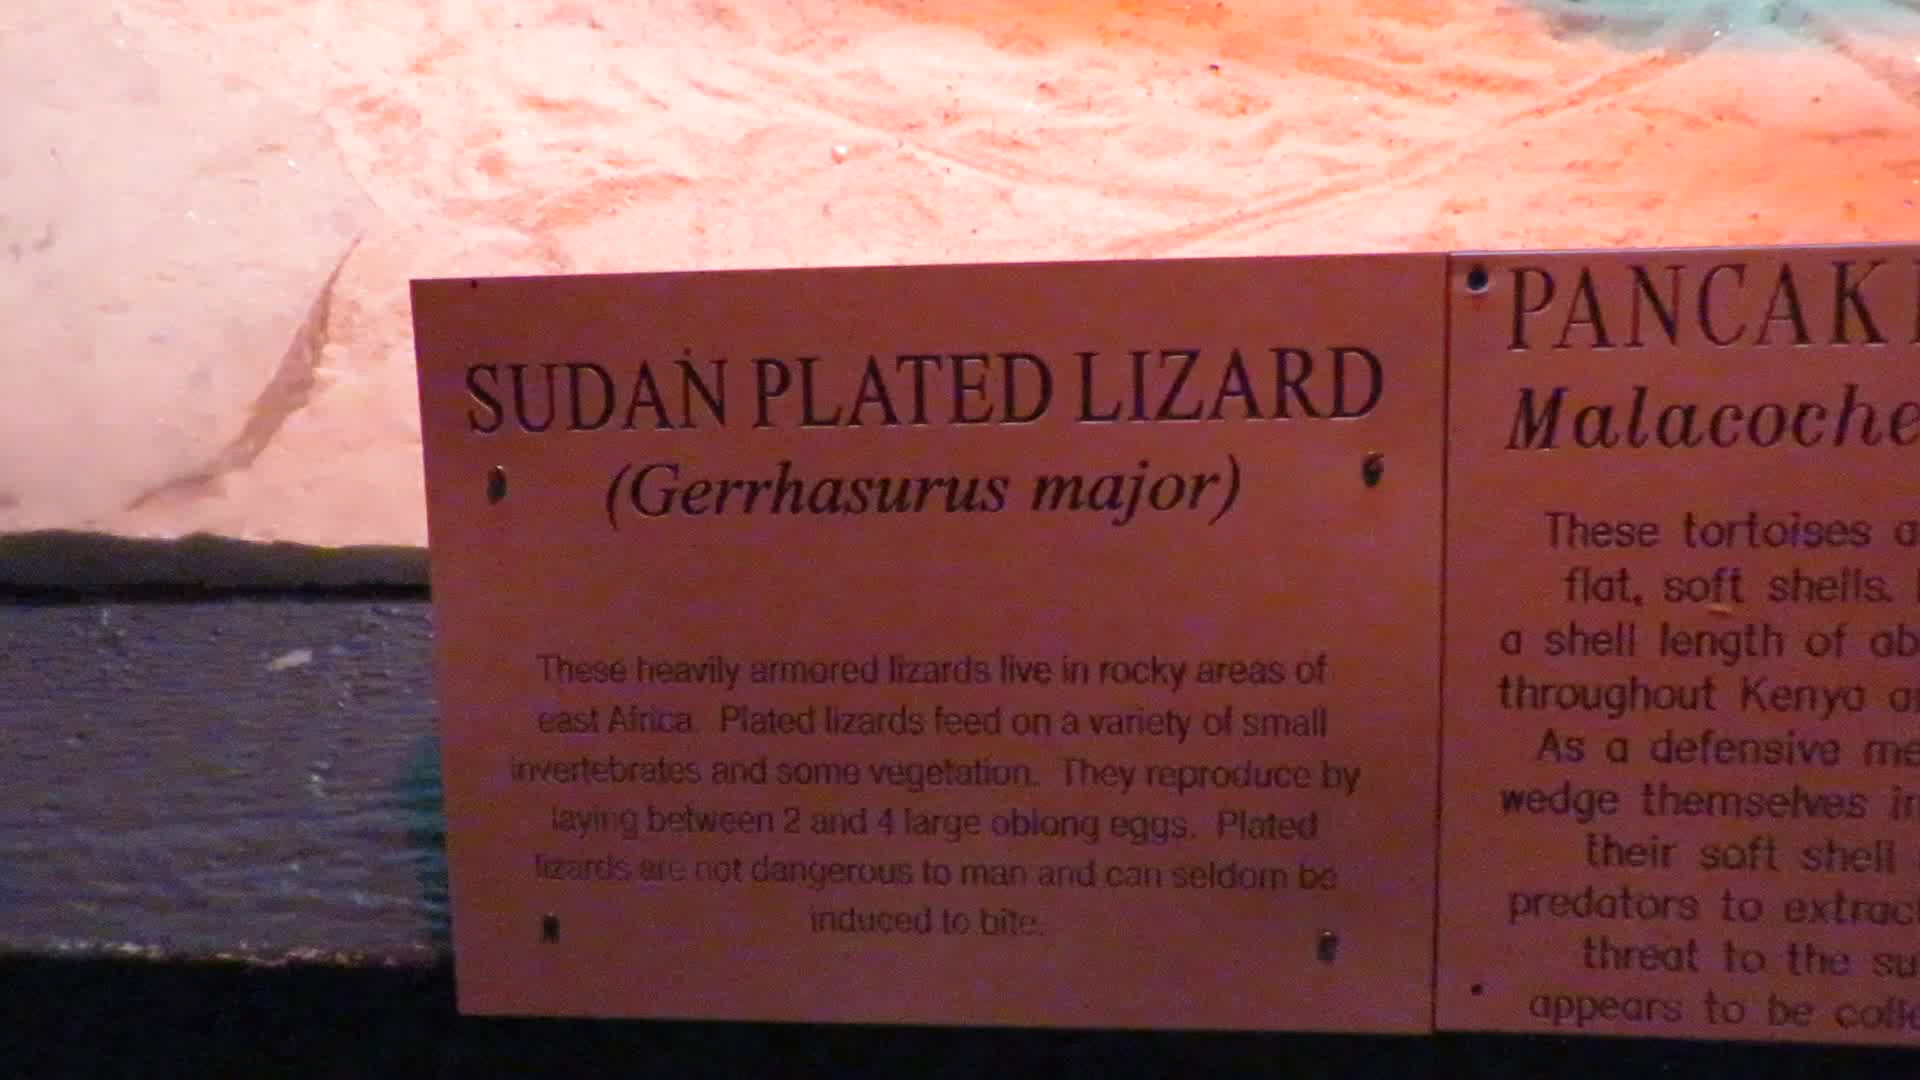 SUDAN PLATED LIZARD
(Gerrhasurus major)
These heavily armored lizards live in rocky areas of
east Africa. Plated lizards feed on a variety of small
invertebrates and some vegetation. They reproduce by
laying between 2 and 4 large oblong eggs. Plated
lizards are not dangerous to man and can seldom be
induced to bite.
PANCAK
Malacoche
These tortoises a
flat, soft shells.
a shell length of ab
throughout Kenya a
As a defensive me
wedge themselves in
their soft shell
predators to extract
threat to the su
appears to be colle